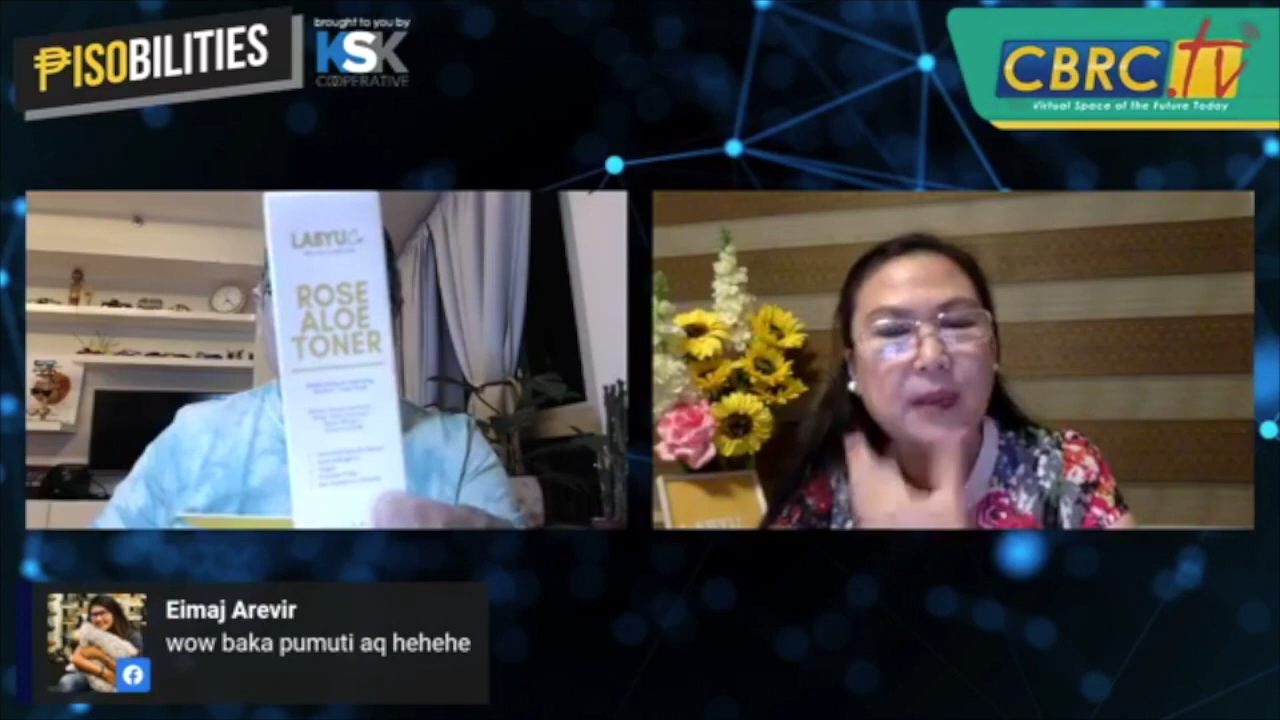 ₱ISOBILITIES
brought to you by
KSK
COOPERATIVE
CBRC.tv
Virtual Space of the Future Today
LABYU
ROSE
ALOE
TONER
Eimaj Arevir
wow baka pumuti aq hehehe